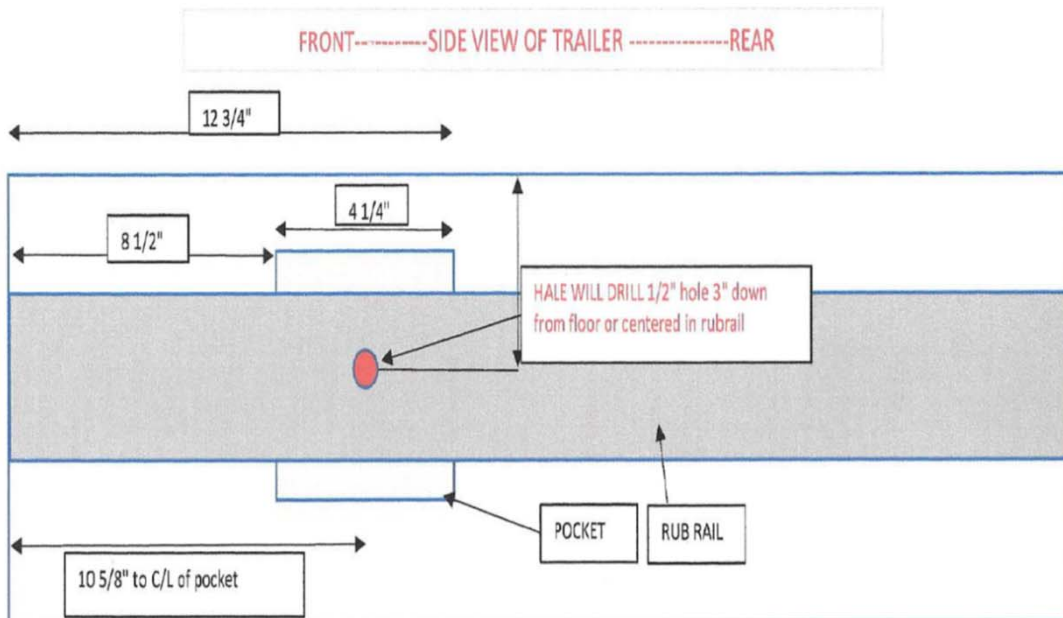 FRONT----------SIDE VIEW OF TRAILER --------------REAR
12 3/4"
4 1/4"
8 1/2"
HALE WILL DRILL 1/2" hole 3" down
from floor or centered in rubrail
POCKET
RUB RAIL
10 5/8" to C/L of pocket